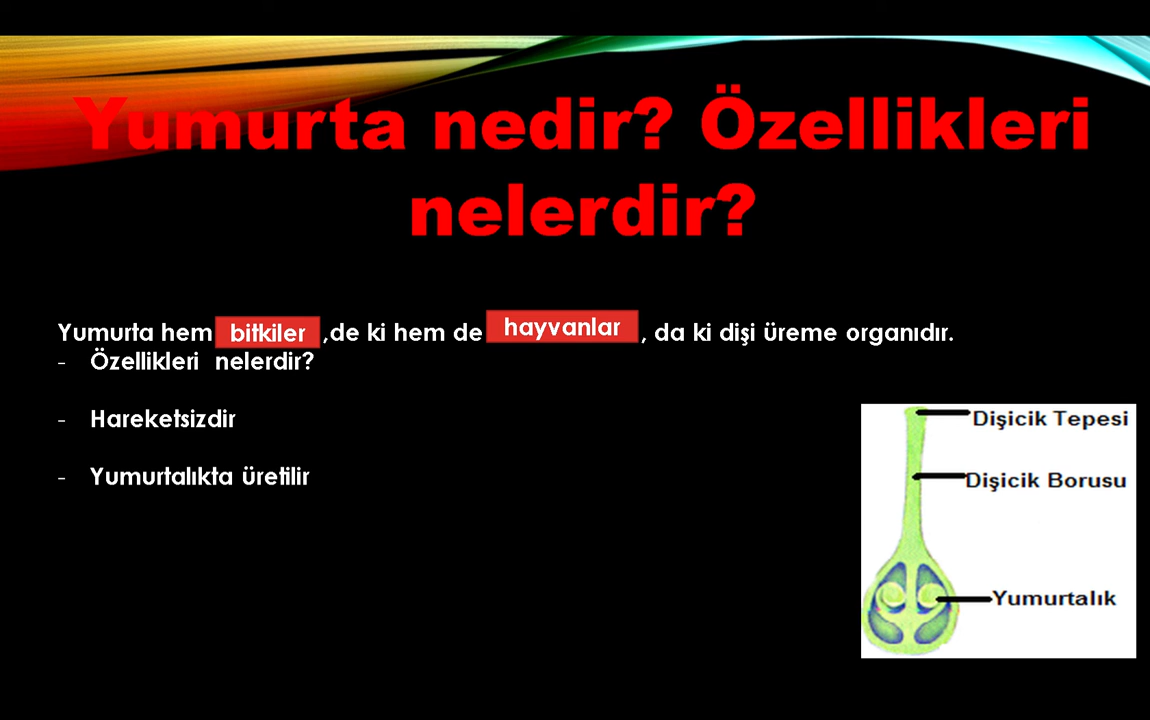 Yumurta nedir? Özellikleri
nelerdir?
Yumurta hem bitkiler ,de ki hem de hayvanlar , da ki dişi üreme organıdır.
- Özellikleri nelerdir?
- Hareketsizdir
- Yumurtalıkta üretilir
Dişicik Tepesi
Dişicik Borusu
Yumurtalık